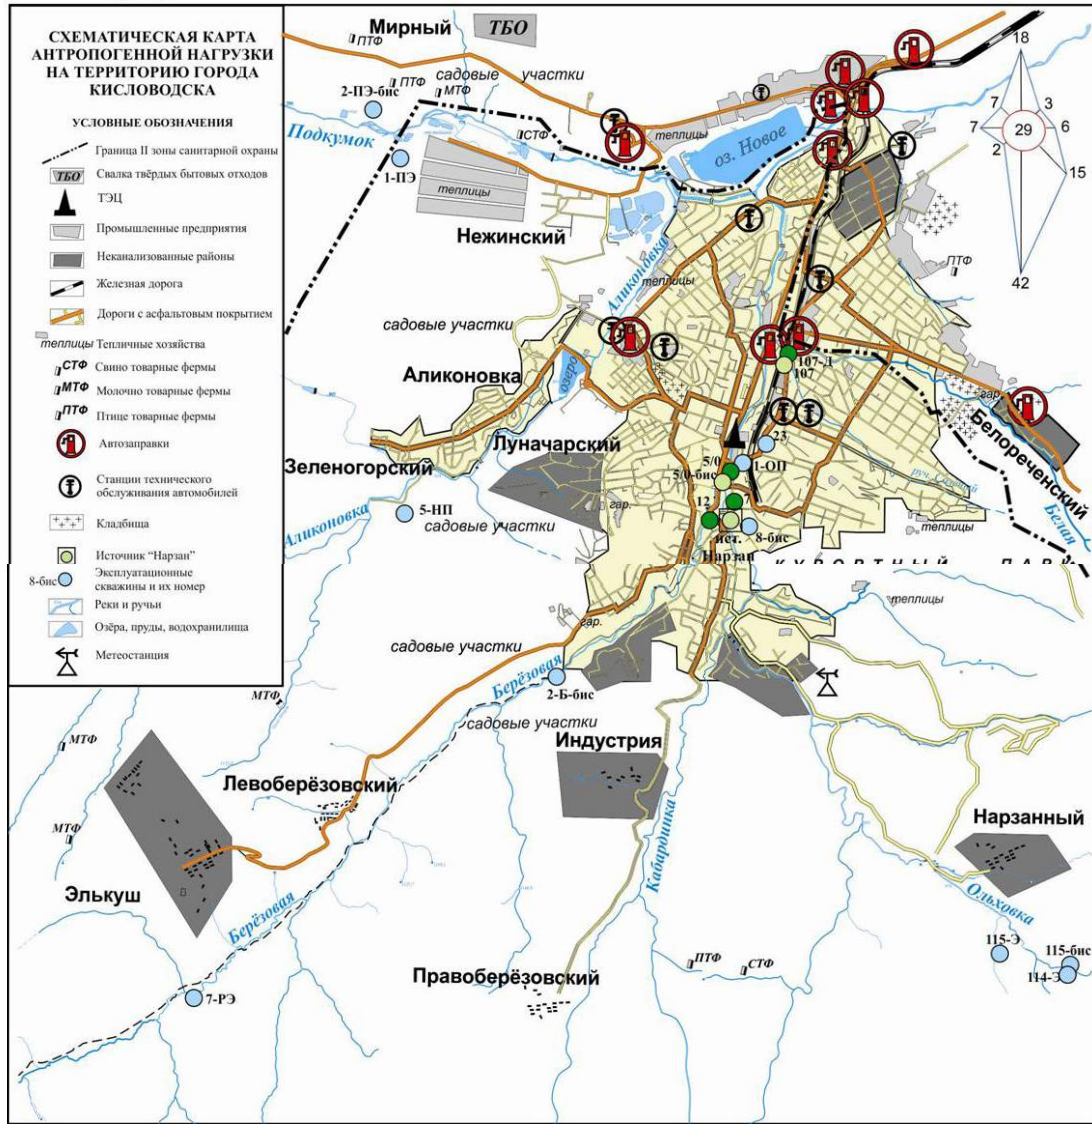 СХЕМАТИЧЕСКАЯ КАРТА
АНТРОПОГЕННОЙ НАГРУЗКИ
НА ТЕРРИТОРИЮ ГОРОДА
КИСЛОВОДСКА
УСЛОВНЫЕ ОБОЗНАЧЕНИЯ
Граница II зоны санитарной охраны
ТБО Свалка твёрдых бытовых отходов
ТЭЦ
Промышленные предприятия
Неканализованные районы
Железная дорога
Дороги с асфальтовым покрытием
теплицы Тепличные хозяйства
СТФ Свино товарные фермы
МТФ Молочно товарные фермы
ПТФ Птице товарные фермы
Автозаправки
Станции технического
обслуживания автомобилей
Кладбища
Источник "Нарзан"
8-бис Эксплуатационные
скважины и их номер
Реки и ручьи
Озёра, пруды, водохранилища
Метеостанция
Мирный
ТБО
ПТФ
садовые участки
2-ПЭ-бис
ПТФ
МТФ
Подкумок
СТФ
1-ПЭ
теплицы
теплицы
оз. Новое
Нежинский
Аликоновка
теплицы
ПТФ
18
7
3
7
29
6
2
15
42
садовые участки
Аликоновка
озеро
107-Д
107
гар.
Белореченский
Белая
Луначарский
Зеленогорский
23
5/0
1-ОП
5/0-бис
12
7
8-бис
ист.
Нарзан
гар.
5-НП
садовые участки
Аликоновка
теплицы
КУРОРТНЫЙ ПАРК
теплицы
гар.
садовые участки
Берёзовая
2-Б-бис
садовые участки
МТФ
МТФ
МТФ
Индустрия
Левоберёзовский
Кабардинка
Нарзанный
Элькуш
Берёзовая
Ольховка
115-Э
115-бис
114-Э
ПТФ
СТФ
Правоберёзовский
7-РЭ